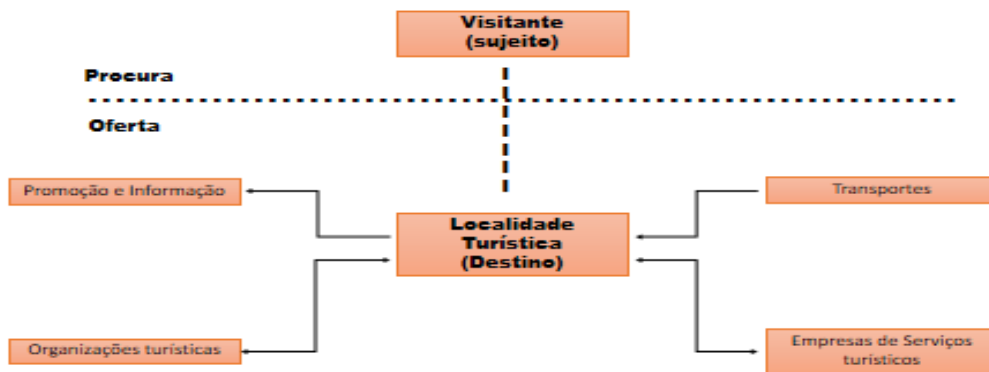 Visitante
(sujeito)
Procura
Oferta
Promoção e Informação
Transportes
Localidade
Turística
(Destino)
Organizações turísticas
Empresas de Serviços
turísticos